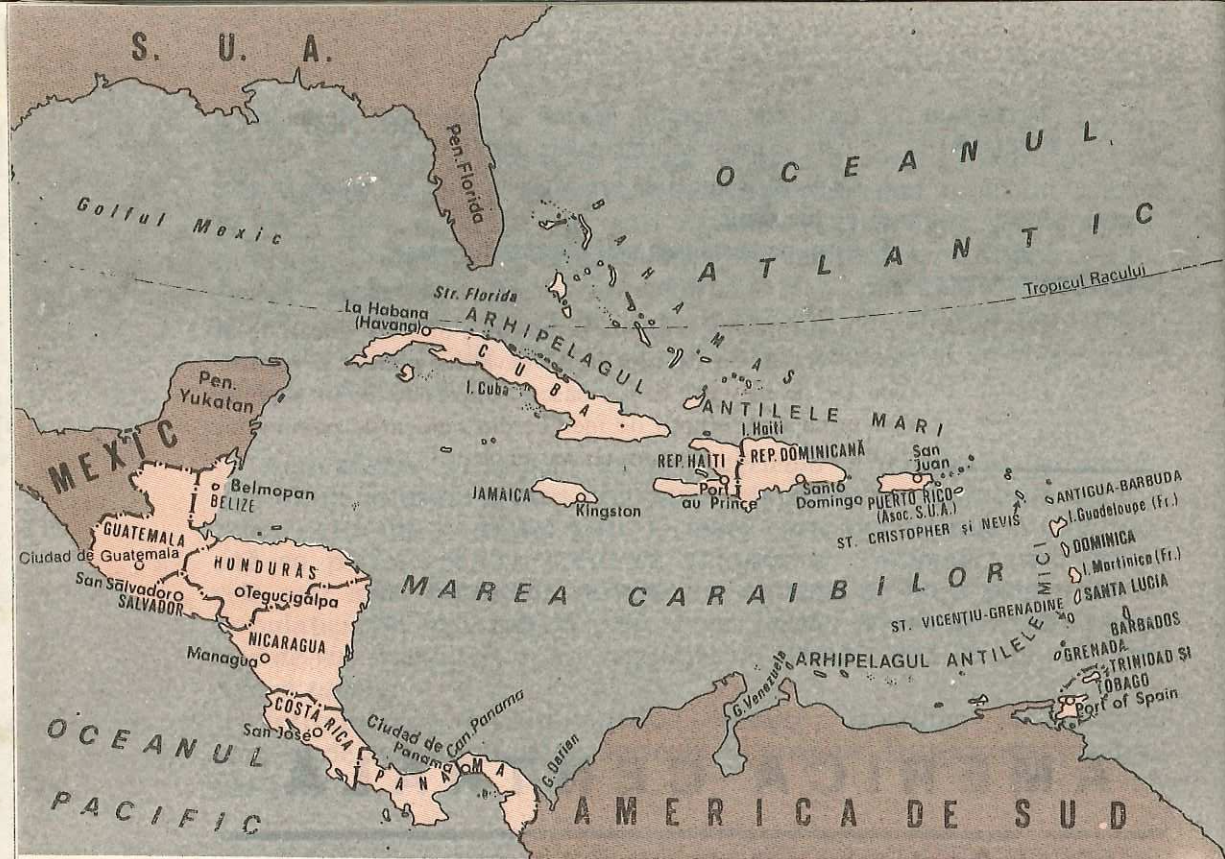 S. U. A.
Pen. Florida
OCEANUL
ATLANTIC
Golful Mexic
BAHAMAS
Tropicul Racului
Str. Florida
La Habana
(Havana)
ARHIPELAGUL
CUBA
I. Cuba
Pen.
Yukatan
ANTILELE MARI
I. Haiti
MEXIC
REP. HAITI
REP. DOMINICANĂ
San
Juan
Belmopan
BELIZE
JAMAICA
Kingston
Port
au Prince
Santo
Domingo
PUERTO RICO
(Asoc. S.U.A.)
ANTIGUA-BARBUDA
ST. CRISTOPHER ȘI NEVIS
I. Guadeloupe (Fr.)
GUATEMALA
Ciudad de Guatemala
HONDURAS
DOMINICA
I. Martinica (Fr.)
San Salvador
SALVADOR
Tegucigalpa
MAREA CARAIBILOR
SANTA LUCIA
ST. VICENȚIU-GRENADINE
BARBADOS
NICARAGUA
Managua
ARHIPELAGUL ANTILELE MICI
GRENADA
TRINIDAD ȘI
TOBAGO
Port of Spain
G. Venezuela
COSTA RICA
San José
Ciudad de
Panama
Can. Panama
PANAMA
G. Darian
OCEANUL
PACIFIC
AMERICA DE SUD